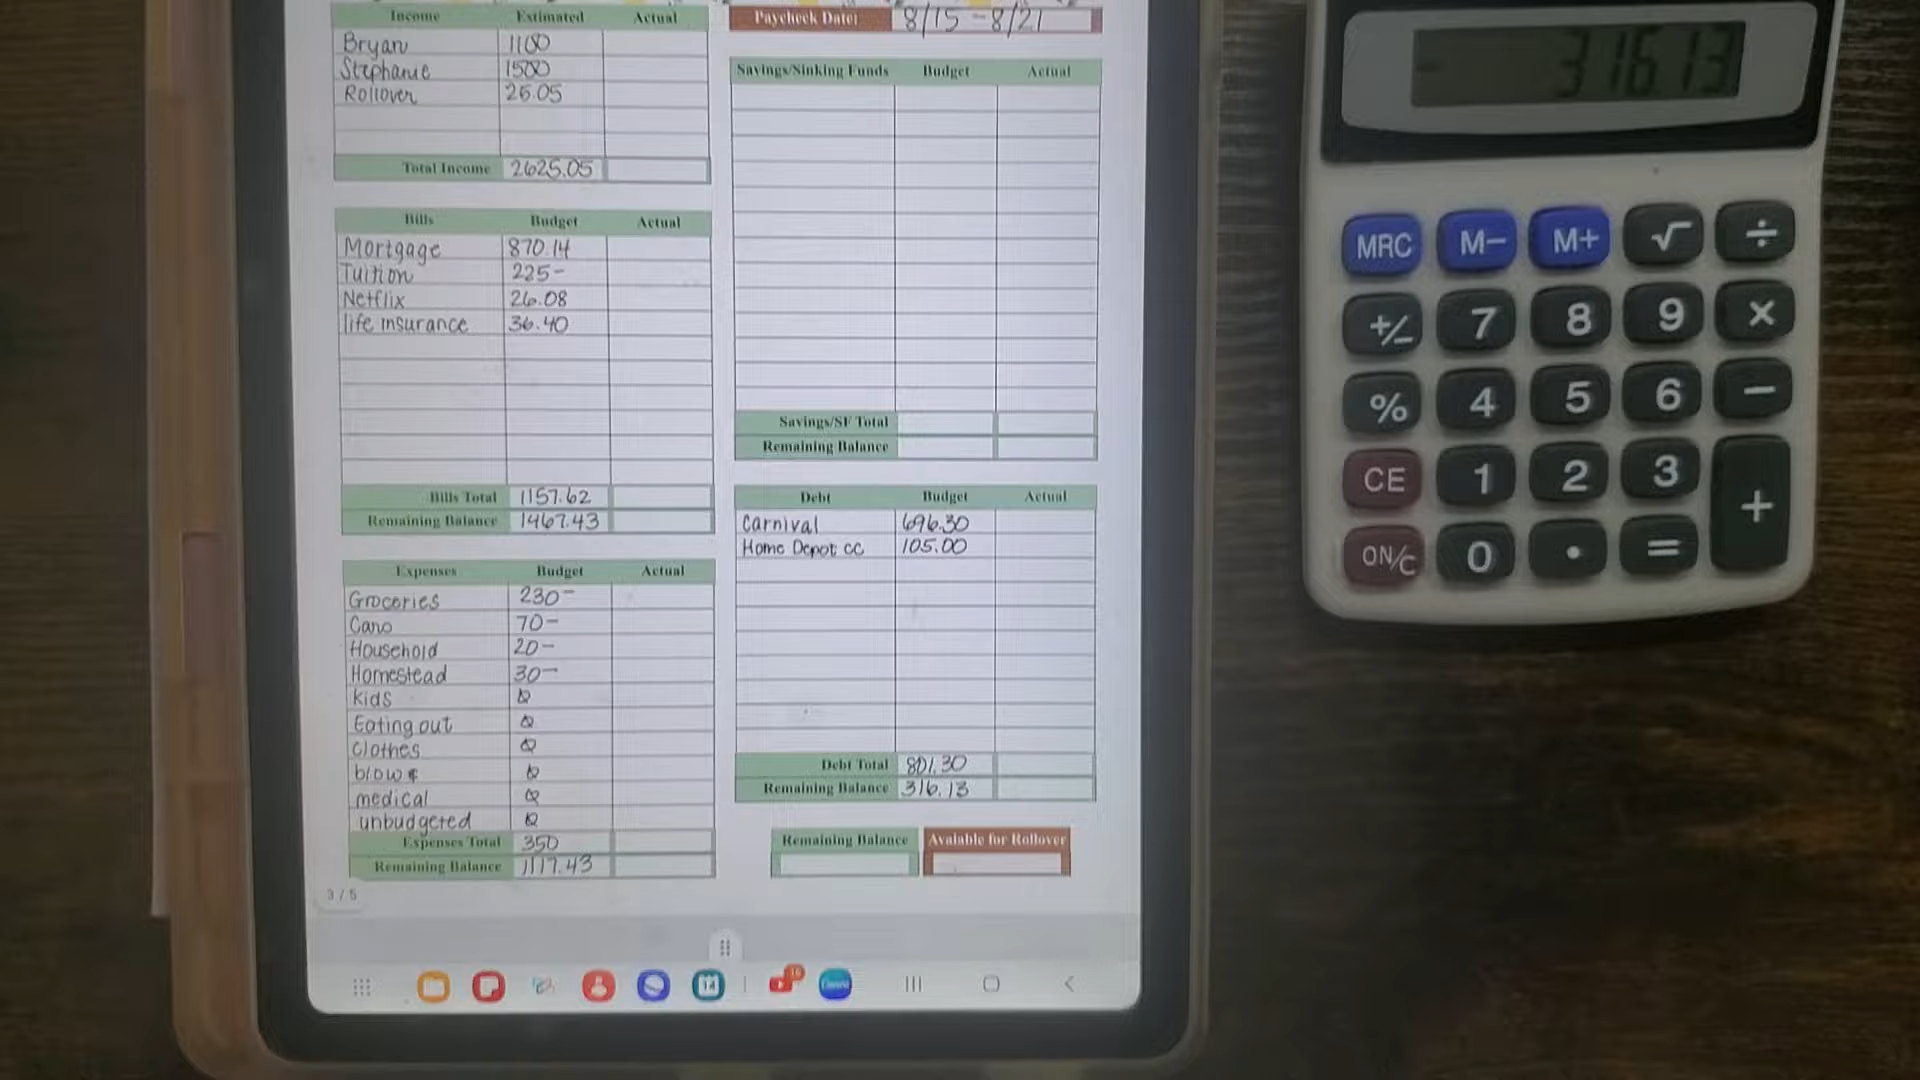 Income Estimated Actual
Bryan 1100
Stephanie 1500
Rollover 25.05
Total Income 2625.05
Bills Budget Actual
Mortgage 870.14
Tuition 225-
Netflix 26.08
life insurance 36.40
Bills Total 1157.62
Remaining Balance 1467.43
Expenses Budget Actual
Groceries 230-
Cars 70-
Household 20-
Homestead 30-
kids
Eating out
Clothes
blow $
medical
unbudgeted
Expenses Total 350
Remaining Balance 1117.43
3 / 5
Paycheck Date: 8/15 - 8/21
Savings/Sinking Funds Budget Actual
Savings/SF Total
Remaining Balance
Debt Budget Actual
Carnival 696.30
Home Depot cc 105.00
Debt Total 801.30
Remaining Balance 316.13
Remaining Balance Avaiable for Rollover
14
316.13
MRC M− M+ √ ÷
+/− 7 8 9 ×
% 4 5 6 −
CE 1 2 3 +
ON/C 0 . =